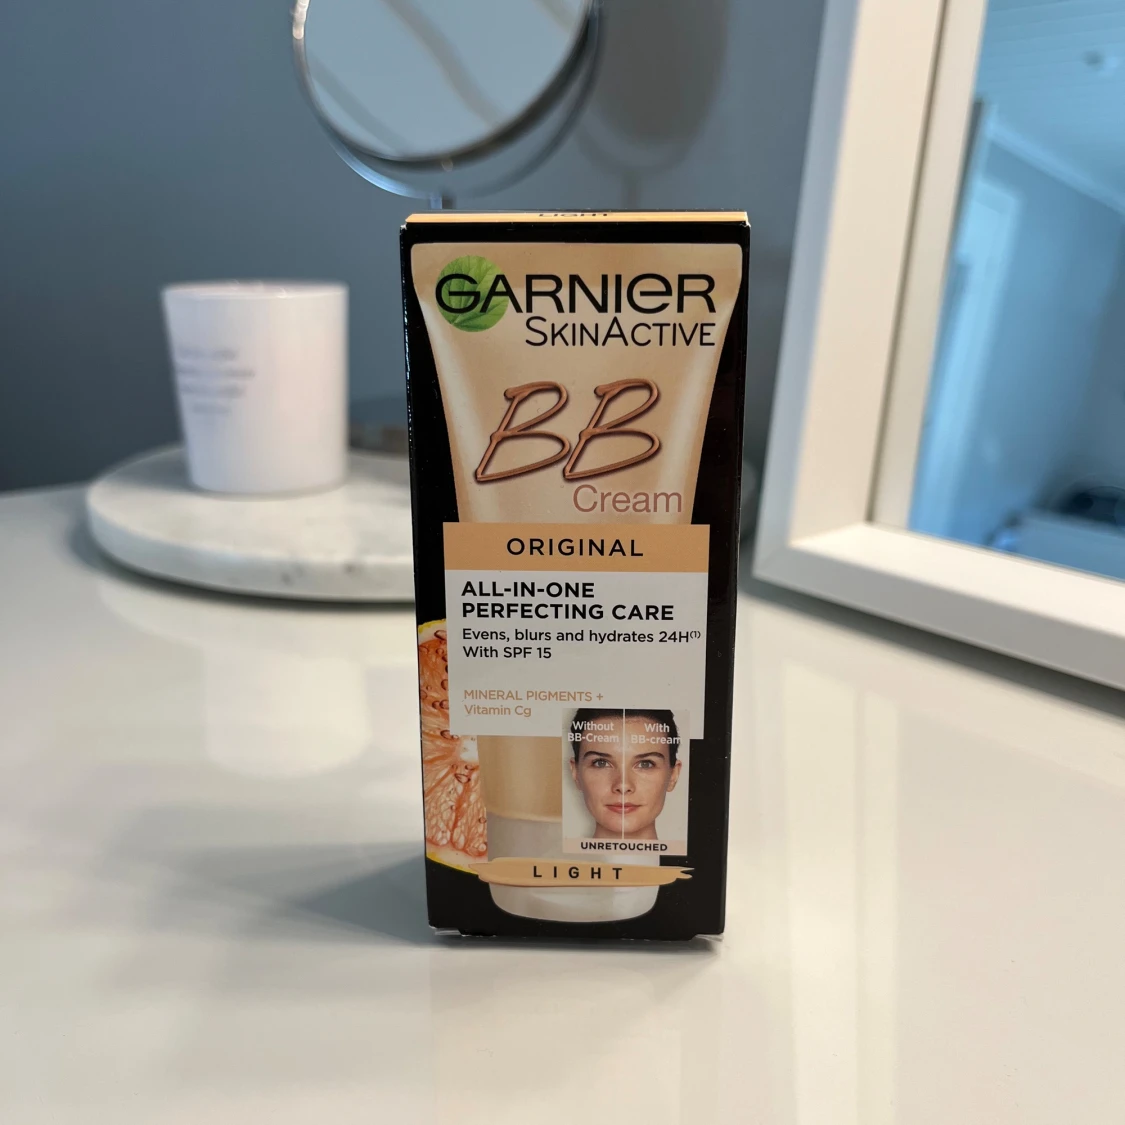 LIGHT
GARNIER
SKINACTIVE
BB
Cream
ORIGINAL
ALL-IN-ONE
PERFECTING CARE
Evens, blurs and hydrates 24H(1)
With SPF 15
MINERAL PIGMENTS +
Vitamin Cg
Without
BB-Cream
With
BB-cream
UNRETOUCHED
LIGHT